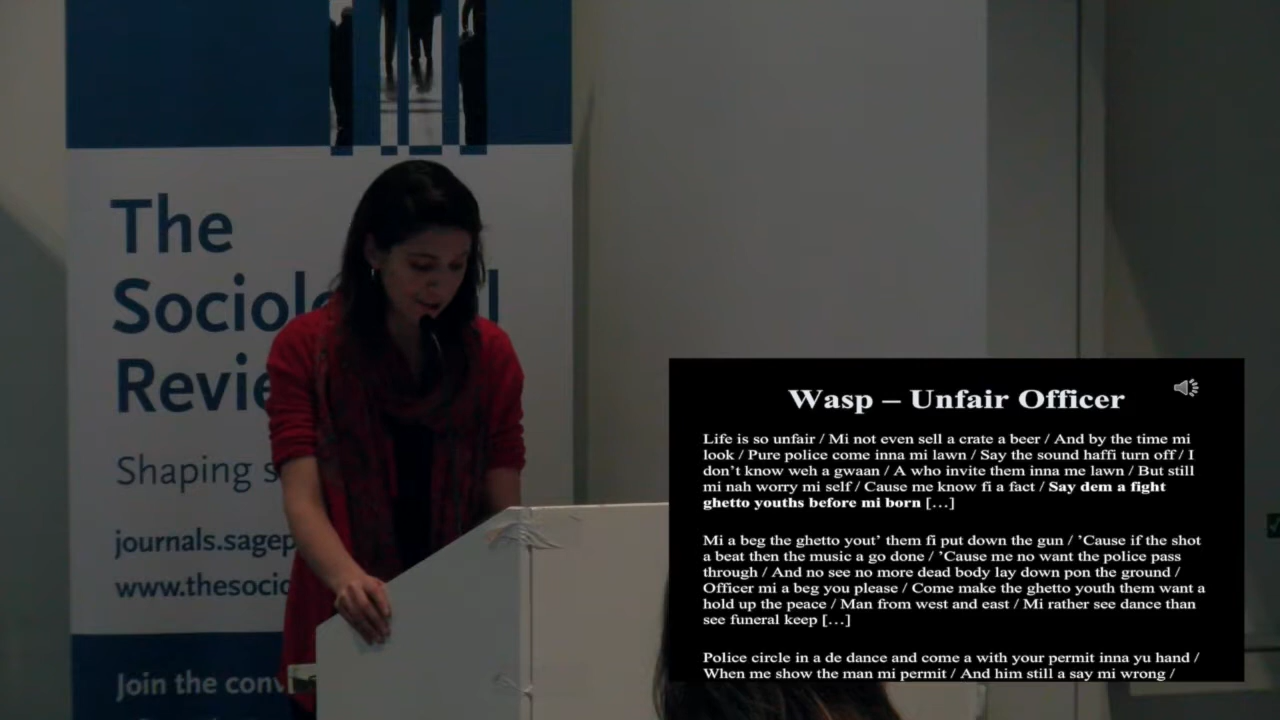 The
Review
Shaping
Join the
Wasp – Unfair Officer
Life is so unfair / Mi not even sell a crate a beer / And by the time mi
look / Pure police come inna mi lawn / Say the sound haffi turn off / I
don't know weh a gwaan / A who invite them inna me lawn / But still
mi nah worry mi self / Cause me know fi a fact / Say dem a fight
ghetto youths before mi born […]
Mi a beg the ghetto yout' them fi put down the gun / 'Cause if the shot
a beat then the music a go done / 'Cause me no want the police pass
through / And no see no more dead body lay down pon the ground /
Officer mi a beg you please / Come make the ghetto youth them want a
hold up the peace / Man from west and east / Mi rather see dance than
see funeral keep […]
Police circle in a de dance and come a with your permit inna yu hand /
When me show the man mi permit / And him still a say mi wrong /